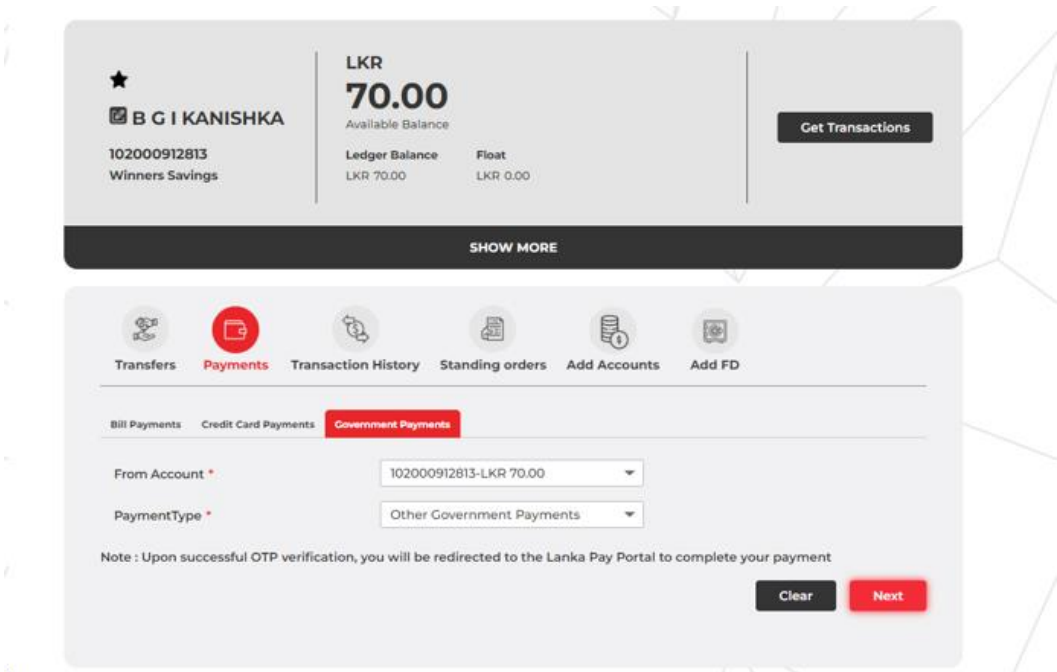 LKR
70.00
B G I KANISHKA
Available Balance
Get Transactions
102000912813
Ledger Balance Float
Winners Savings
LKR 70.00 LKR 0.00
SHOW MORE
Transfers Payments Transaction History Standing orders Add Accounts Add FD
Bill Payments Credit Card Payments Government Payments
From Account * 102000912813-LKR 70.00
PaymentType * Other Government Payments
Note : Upon successful OTP verification, you will be redirected to the Lanka Pay Portal to complete your payment
Clear Next